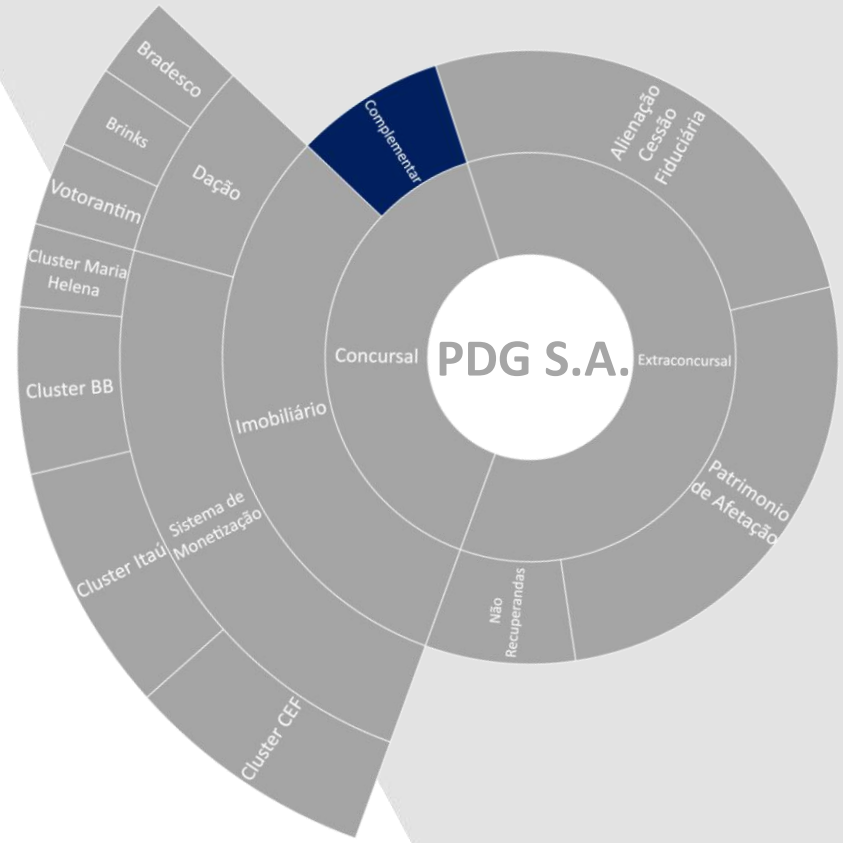 PDG S.A.
Concursal
Extraconcursal
Complementar
Imobiliário
Dação
Sistema de
Monetização
Bradesco
Brinks
Votorantim
Cluster Maria
Helena
Cluster BB
Cluster Itaú
Cluster CEF
Alienação
Cessão
Fiduciária
Patrimonio
de Afetação
Não
Recuperandas